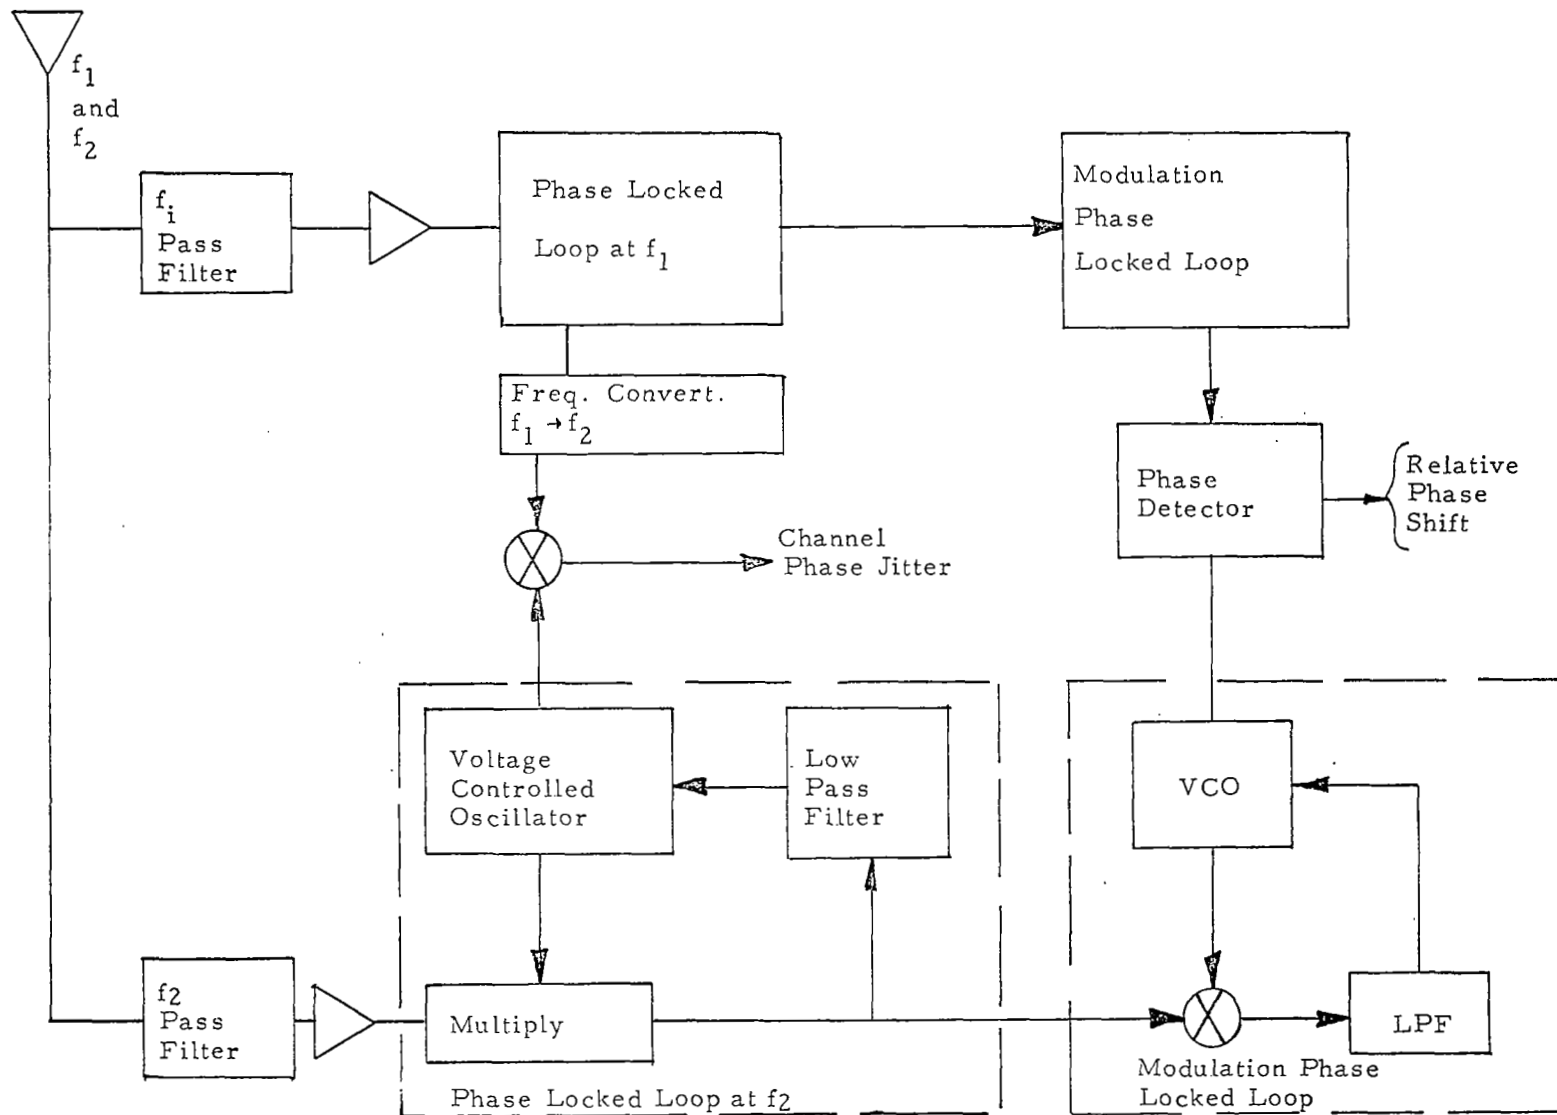 f1
and
f2
fi
Pass
Filter
Phase Locked
Loop at f1
Modulation
Phase
Locked Loop
Freq. Convert.
f1 → f2
Phase
Detector
Relative
Phase
Shift
Channel
Phase Jitter
Voltage
Controlled
Oscillator
Low
Pass
Filter
VCO
f2
Pass
Filter
Multiply
LPF
Phase Locked Loop at f2
Modulation Phase
Locked Loop